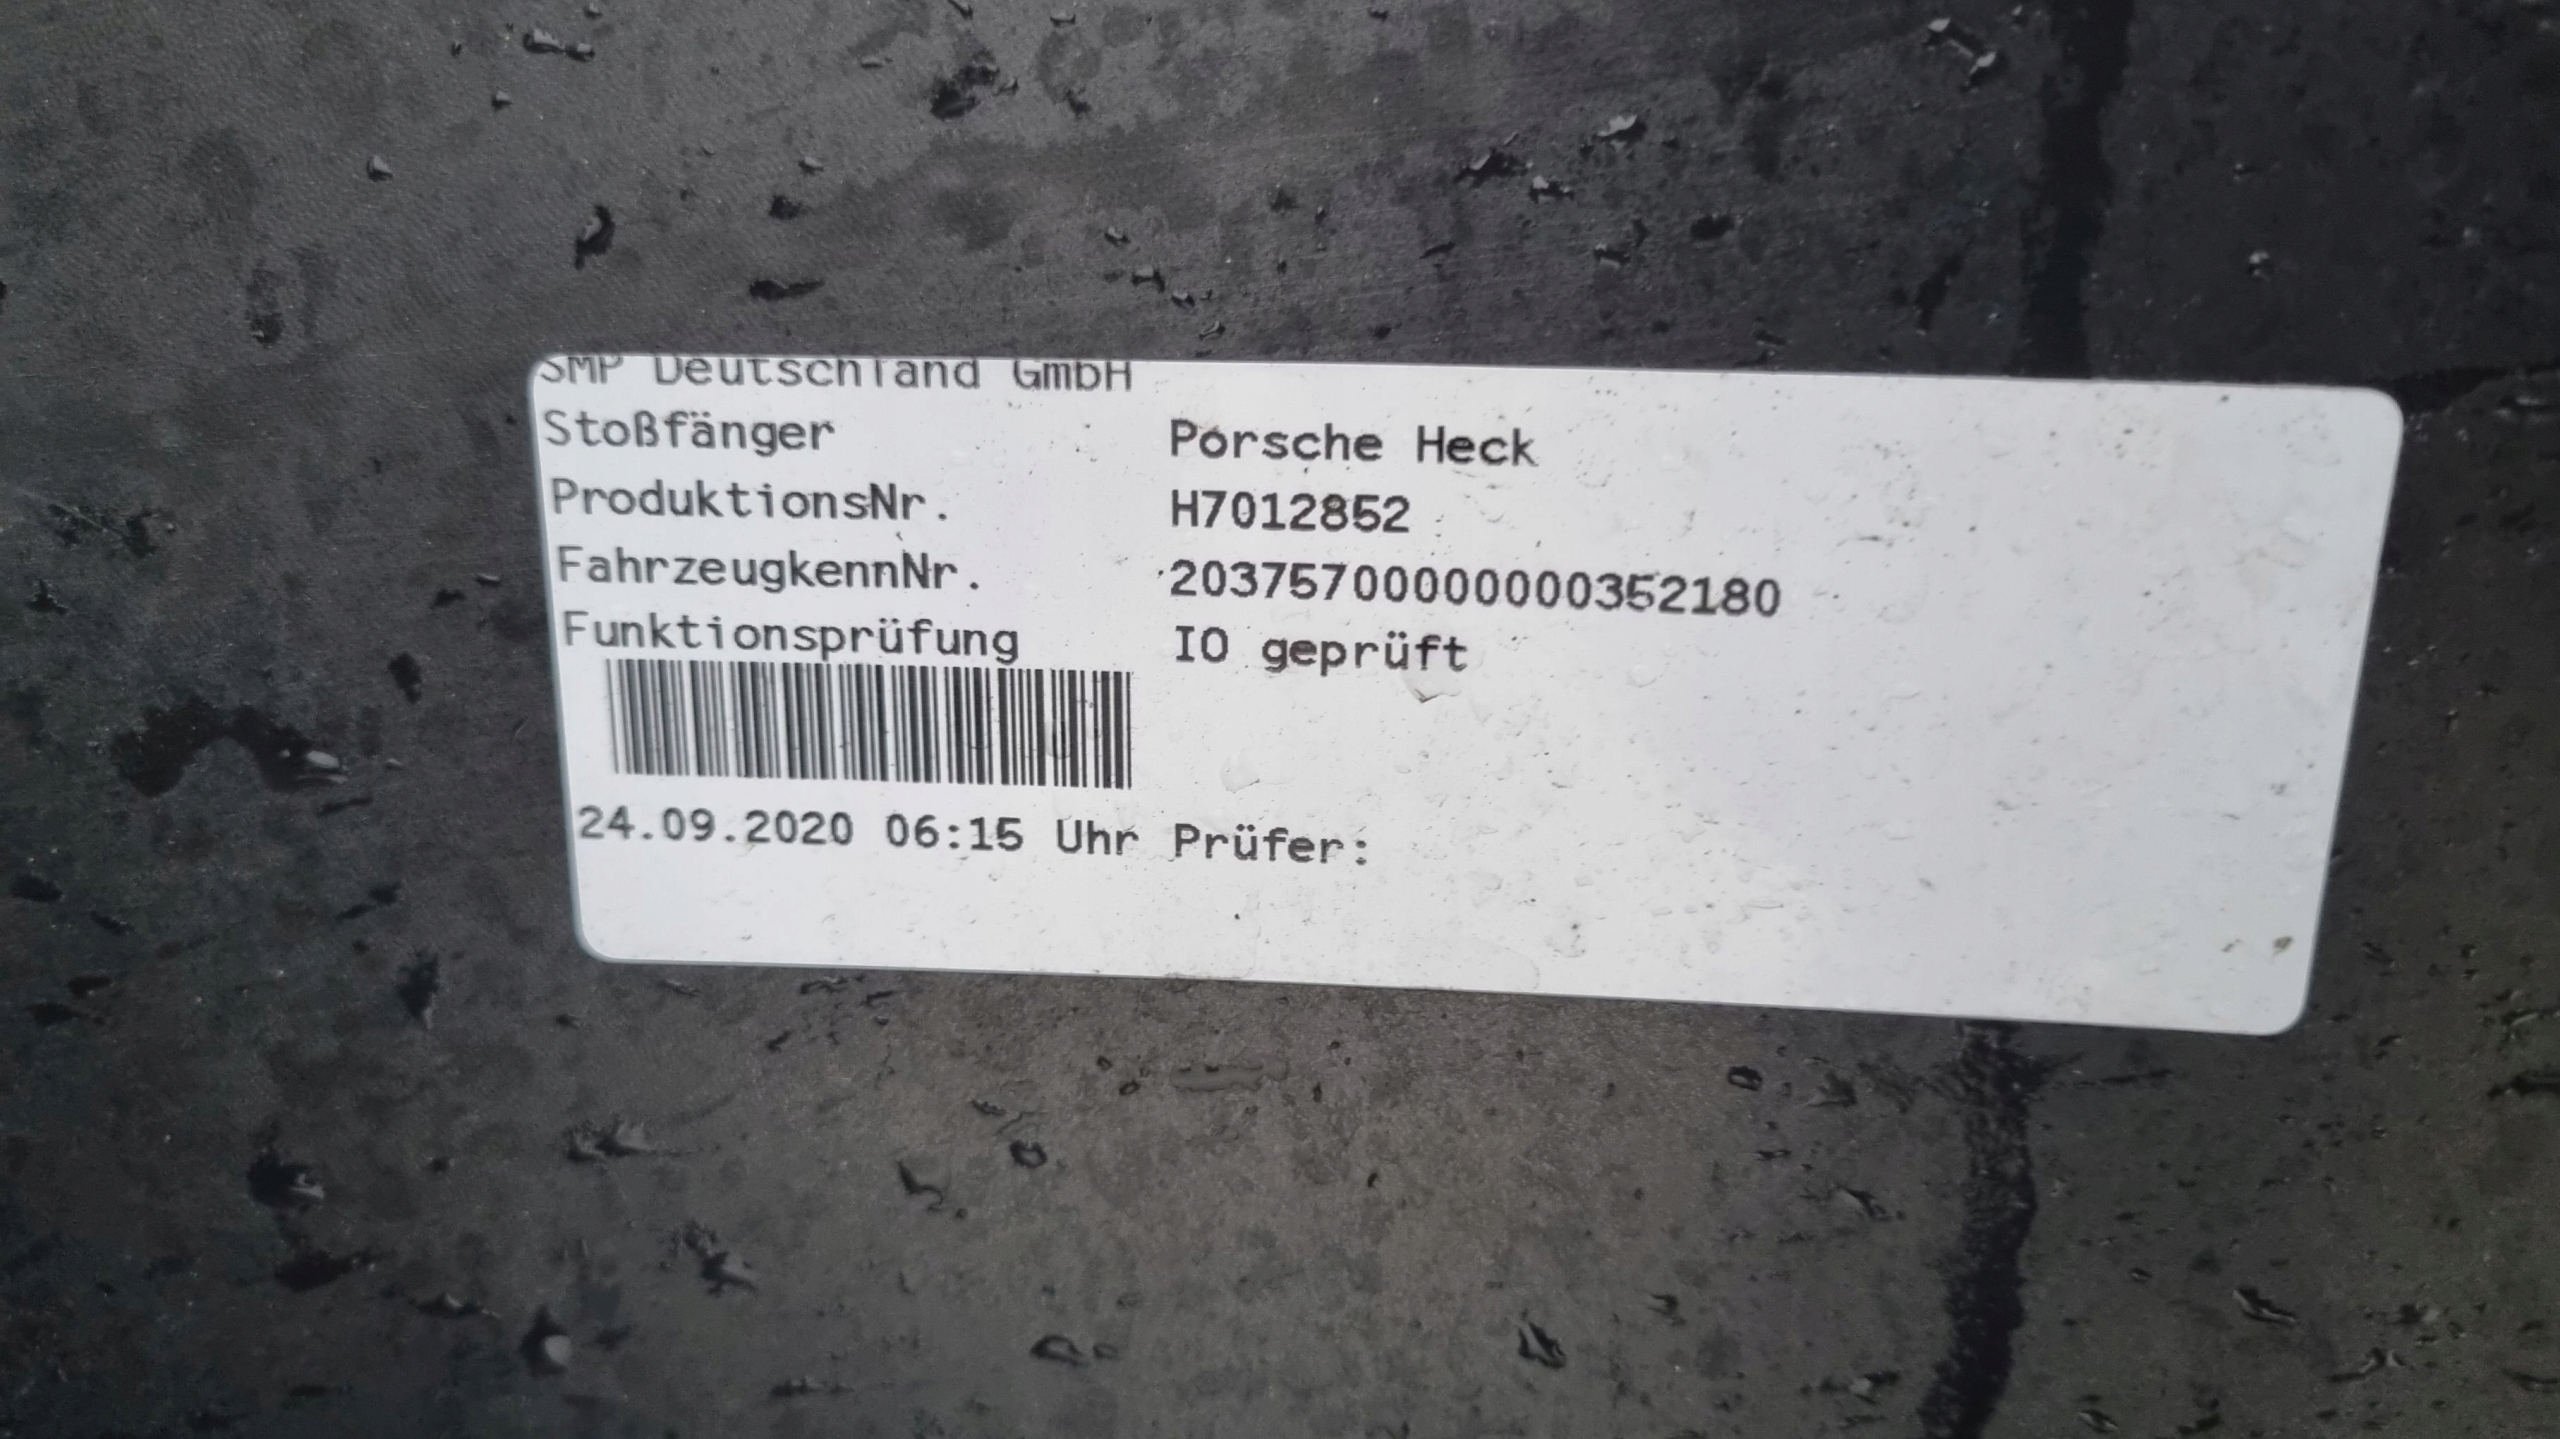 SMP Deutschland GmbH
Stoßfänger Porsche Heck
ProduktionsNr. H7012852
FahrzeugkennNr. 20375700000000352180
Funktionsprüfung IO geprüft
24.09.2020 06:15 Uhr Prüfer: